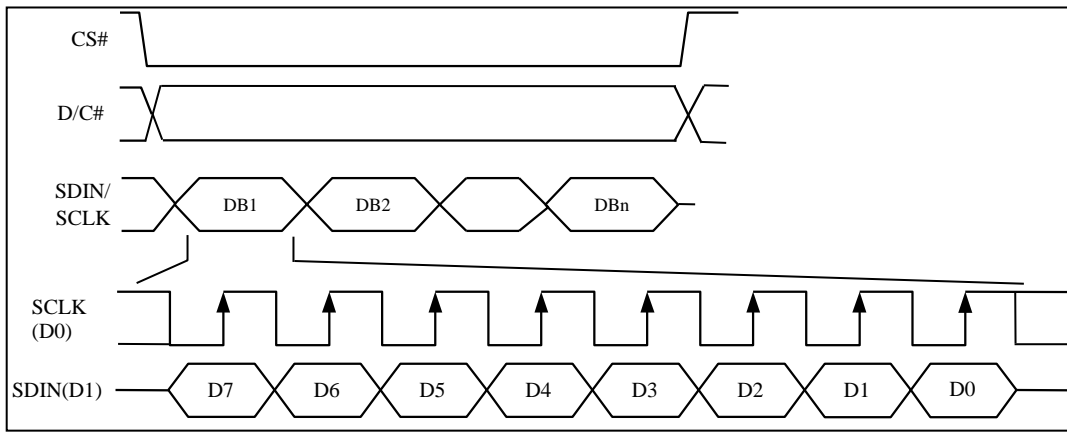 CS#
D/C#
SDIN/
SCLK
DB1 DB2 DBn
SCLK
(D0)
SDIN(D1) D7 D6 D5 D4 D3 D2 D1 D0